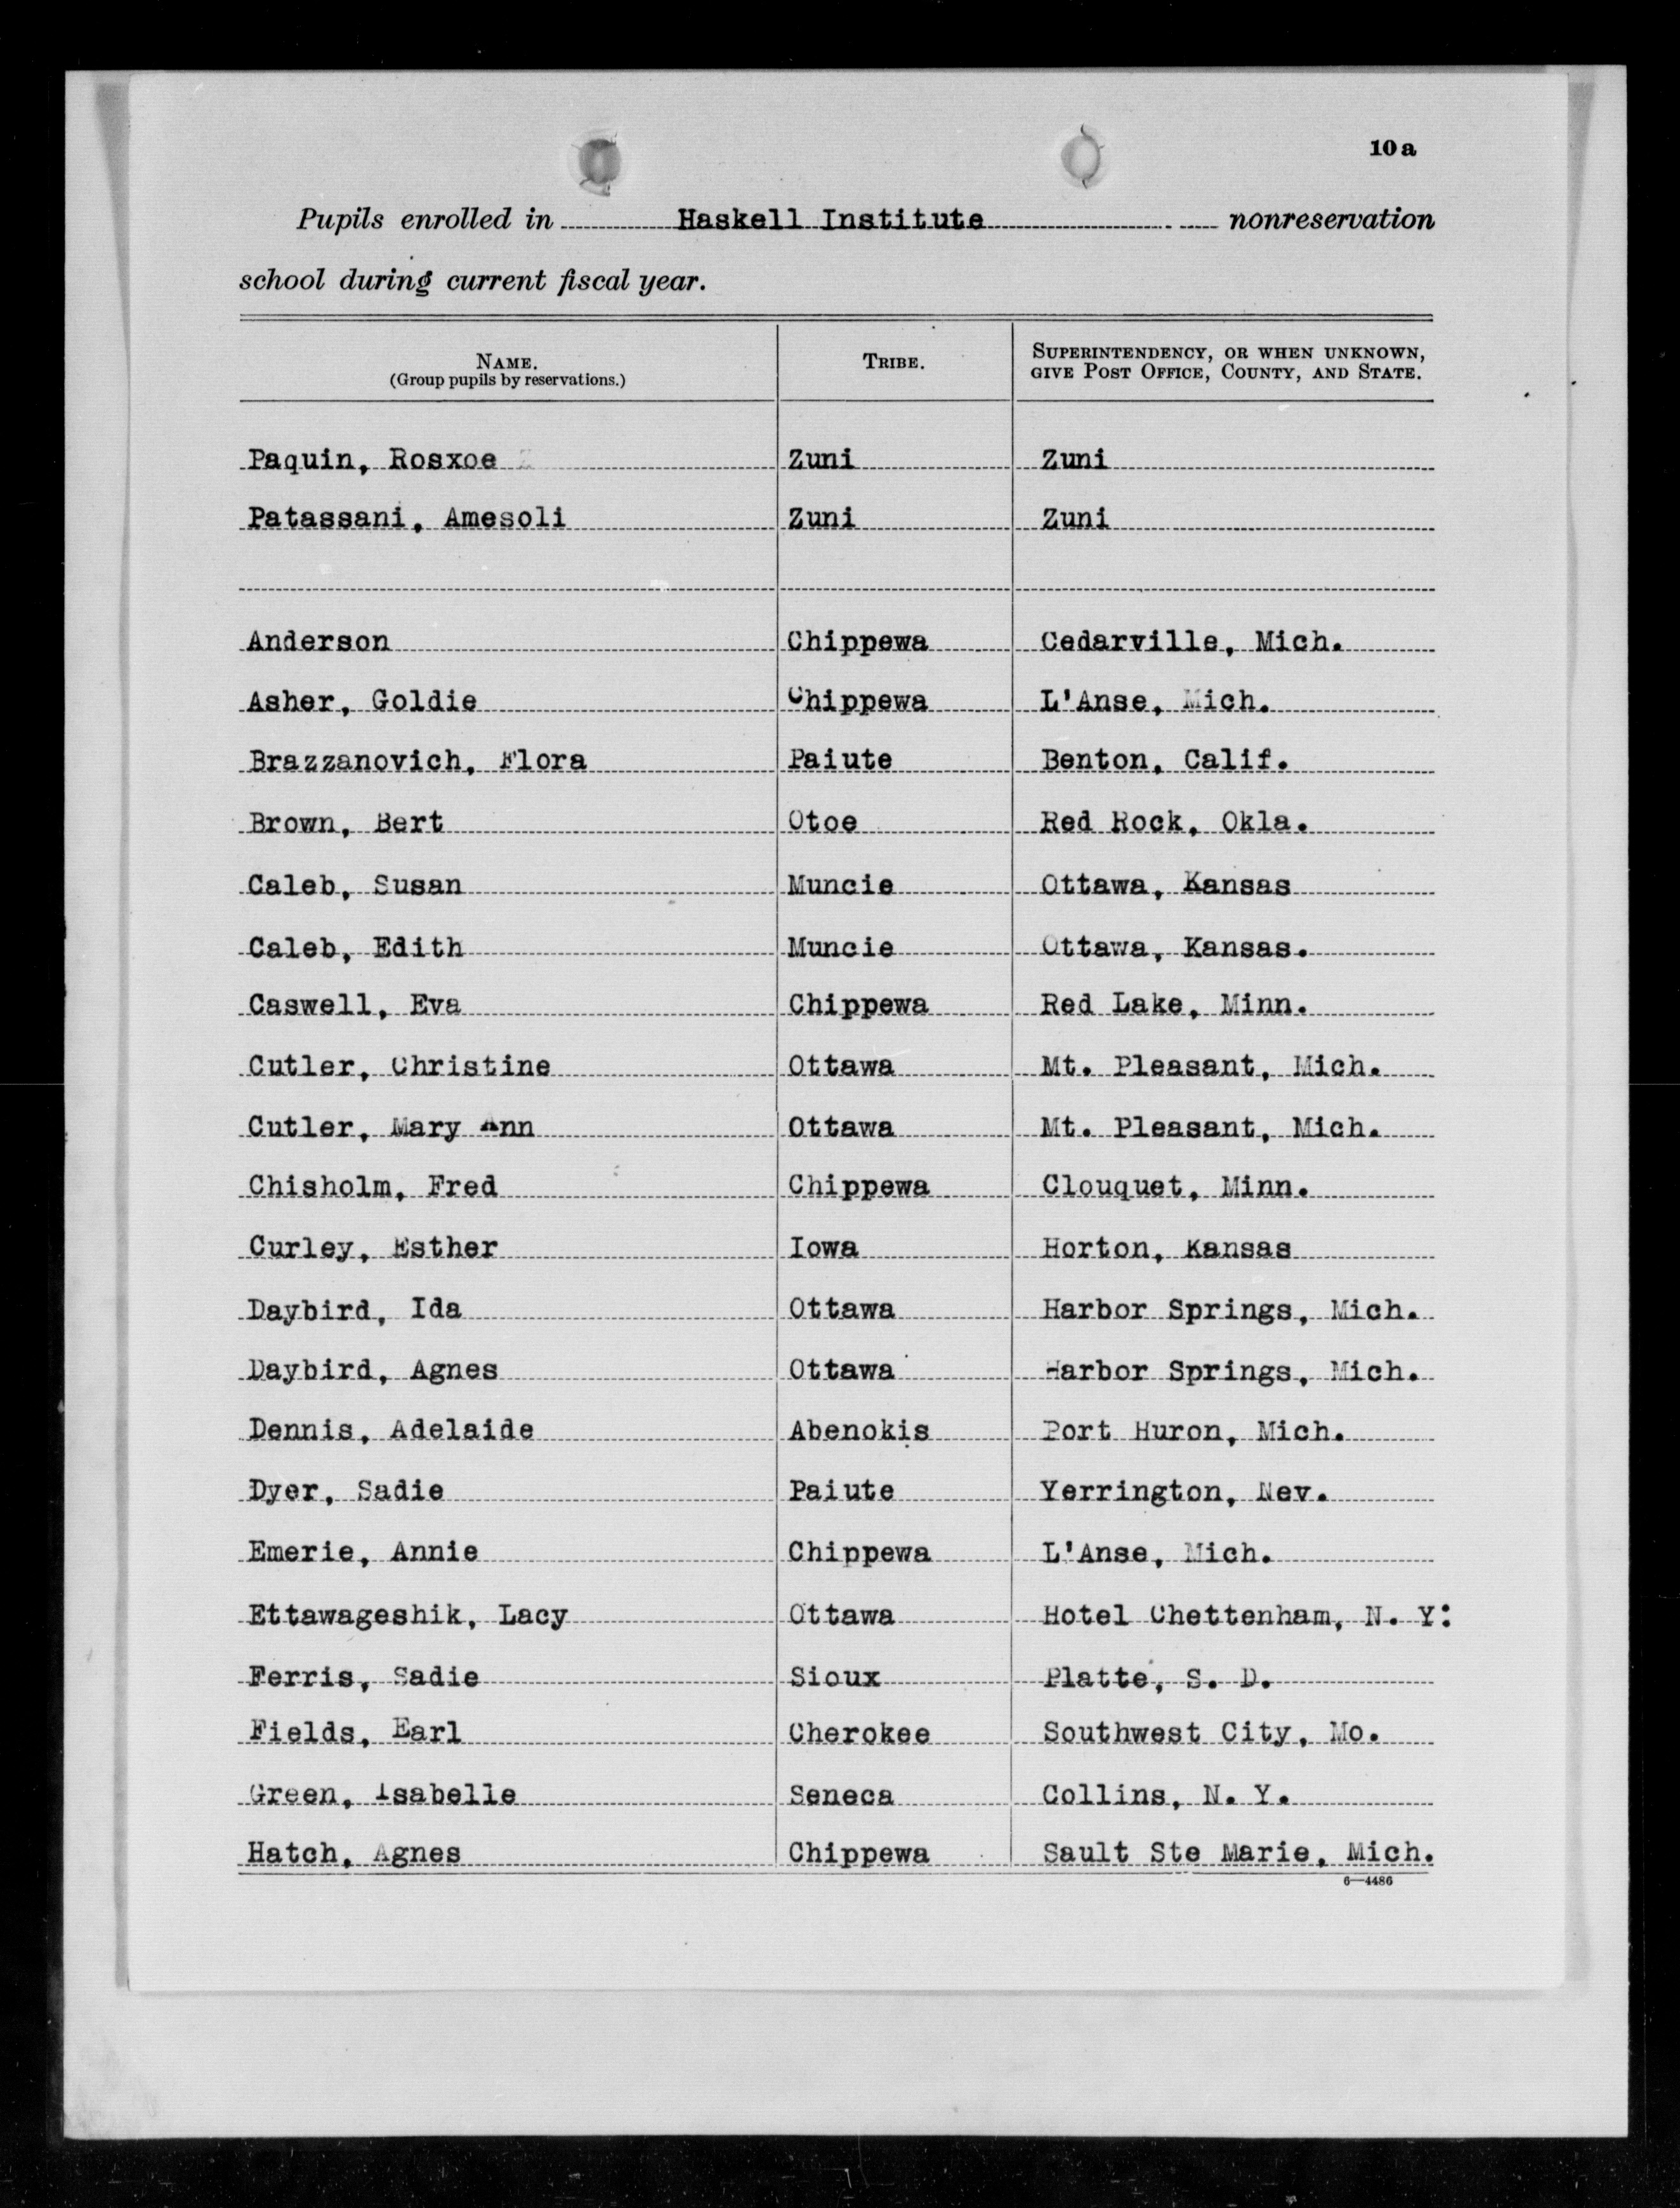 10a
Pupils enrolled in Haskell Institute nonreservation
school during current fiscal year.
NAME. TRIBE. SUPERINTENDENCY, OR WHEN UNKNOWN,
(Group pupils by reservations.) GIVE POST OFFICE, COUNTY, AND STATE.
Paquin, Rosxoe Zuni Zuni
Patassani, Amesoli Zuni Zuni
Anderson Chippewa Cedarville, Mich.
Asher, Goldie Chippewa L'Anse, Mich.
Brazzanovich, Flora Paiute Benton, Calif.
Brown, Bert Otoe Red Rock, Okla.
Caleb, Susan Muncie Ottawa, Kansas
Caleb, Edith Muncie Ottawa, Kansas.
Caswell, Eva Chippewa Red Lake, Minn.
Cutler, Christine Ottawa Mt. Pleasant, Mich.
Cutler, Mary Ann Ottawa Mt. Pleasant, Mich.
Chisholm, Fred Chippewa Clouquet, Minn.
Curley, Esther Iowa Horton, Kansas
Daybird, Ida Ottawa Harbor Springs, Mich.
Daybird, Agnes Ottawa Harbor Springs, Mich.
Dennis, Adelaide Abenokis Port Huron, Mich.
Dyer, Sadie Paiute Yerrington, Nev.
Emerie, Annie Chippewa L'Anse, Mich.
Ettawageshik, Lacy Ottawa Hotel Chettenham, N. Y:
Ferris, Sadie Sioux Platte, S. D.
Fields, Earl Cherokee Southwest City, Mo.
Green, Isabelle Seneca Collins, N. Y.
Hatch, Agnes Chippewa Sault Ste Marie, Mich.
6—4486